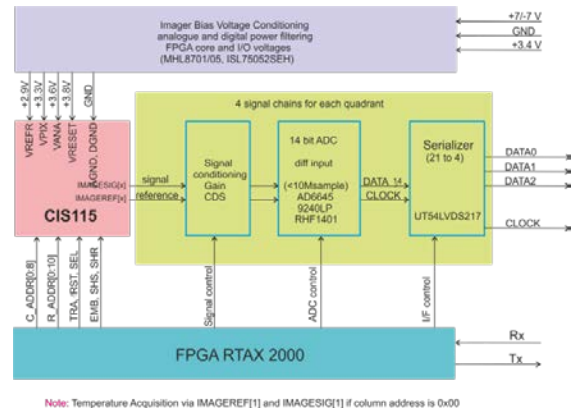 Imager Bias Voltage Conditioning
analogue and digital power filtering
FPGA core and I/O voltages
(MHL8701/05, ISL75052SEH)
+7/-7 V
GND
+3.4 V
+2.9V
+3.3V
+3.6V
+3.8V
GND
VREFR
VPIX
VANA
VRESET
AGND, DGND
IMAGESIG[x]
IMAGEREF[x]
CIS115
signal
reference
4 signal chains for each quadrant
Signal
conditioning
Gain
CDS
14 bit ADC
diff input
(<10Msample)
AD6645
9240LP
RHF1401
DATA_14
CLOCK
Serializer
(21 to 4)
UT54LVDS217
DATA0
DATA1
DATA2
CLOCK
C_ADDR[0:8]
R_ADDR[0:10]
TRA, !RST, SEL
EMB, SHS, SHR
Signal control
ADC control
I/F control
FPGA RTAX 2000
Rx
Tx
Note: Temperature Acquisition via IMAGEREF[1] and IMAGESIG[1] if column address is 0x00